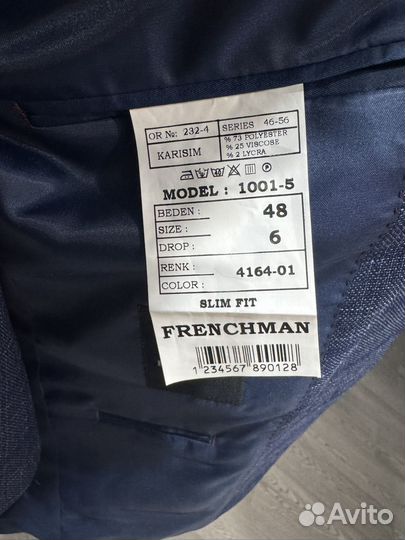 OR No: 232-4 SERIES 46-56
KARISIM % 73 POLYESTER
% 25 VISCOSE
% 2 LYCRA
MODEL : 1001-5
BEDEN : 48
SIZE :
DROP : 6
RENK : 4164-01
COLOR :
SLIM FIT
FRENCHMAN
1 234567 890128
Avito